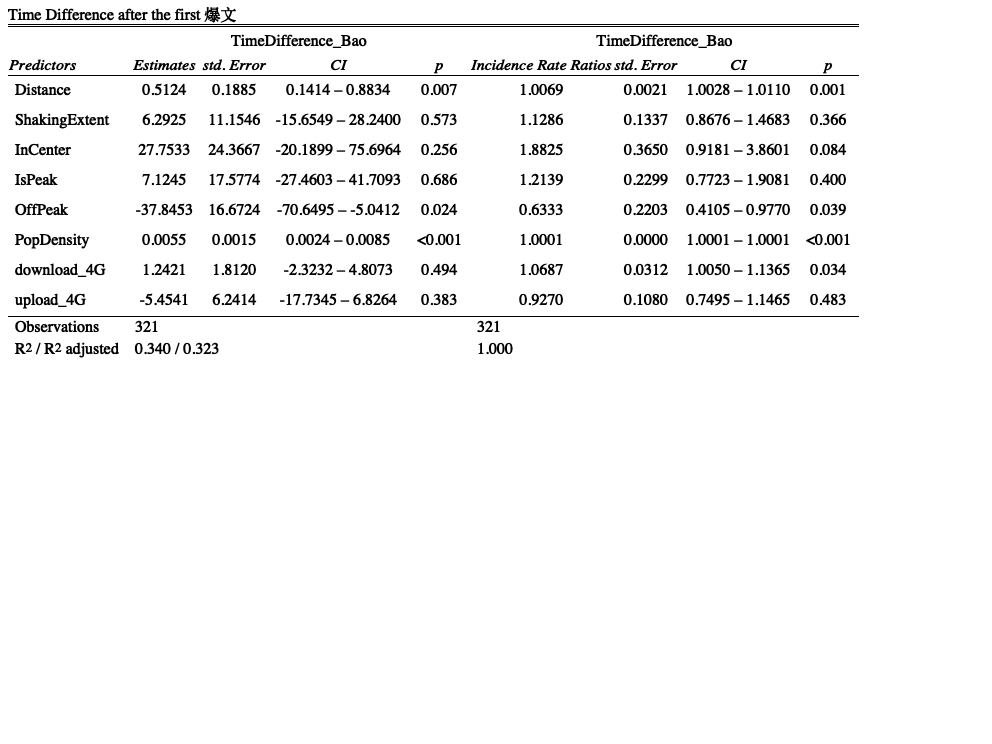 Time Difference after the first 爆文
TimeDifference_Bao TimeDifference_Bao
Predictors Estimates std. Error CI p Incidence Rate Ratios std. Error CI p
Distance 0.5124 0.1885 0.1414 – 0.8834 0.007 1.0069 0.0021 1.0028 – 1.0110 0.001
ShakingExtent 6.2925 11.1546 -15.6549 – 28.2400 0.573 1.1286 0.1337 0.8676 – 1.4683 0.366
InCenter 27.7533 24.3667 -20.1899 – 75.6964 0.256 1.8825 0.3650 0.9181 – 3.8601 0.084
IsPeak 7.1245 17.5774 -27.4603 – 41.7093 0.686 1.2139 0.2299 0.7723 – 1.9081 0.400
OffPeak -37.8453 16.6724 -70.6495 – -5.0412 0.024 0.6333 0.2203 0.4105 – 0.9770 0.039
PopDensity 0.0055 0.0015 0.0024 – 0.0085 <0.001 1.0001 0.0000 1.0001 – 1.0001 <0.001
download_4G 1.2421 1.8120 -2.3232 – 4.8073 0.494 1.0687 0.0312 1.0050 – 1.1365 0.034
upload_4G -5.4541 6.2414 -17.7345 – 6.8264 0.383 0.9270 0.1080 0.7495 – 1.1465 0.483
Observations 321 321
R2 / R2 adjusted 0.340 / 0.323 1.000